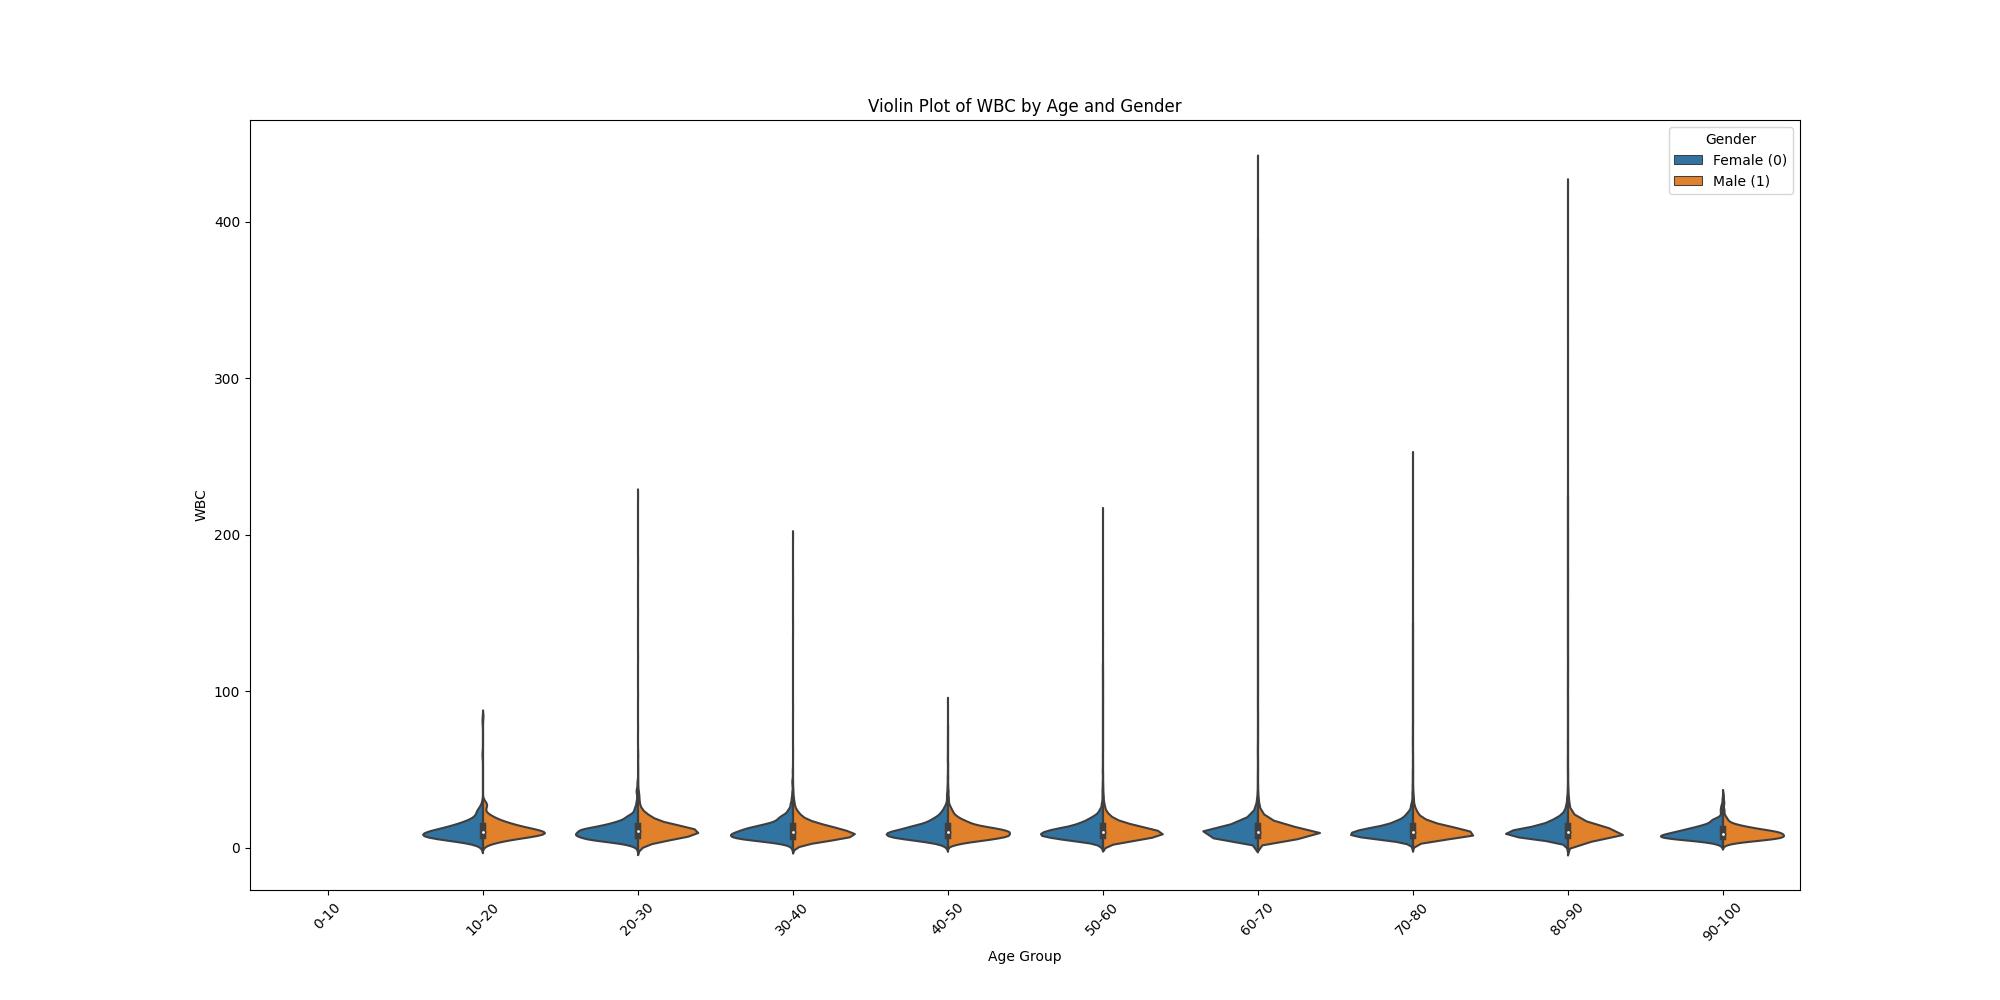 Violin Plot of WBC by Age and Gender
Gender
Female (0)
Male (1)
400
300
200
100
0
WBC
0-10
10-20
20-30
30-40
40-50
50-60
60-70
70-80
80-90
90-100
Age Group